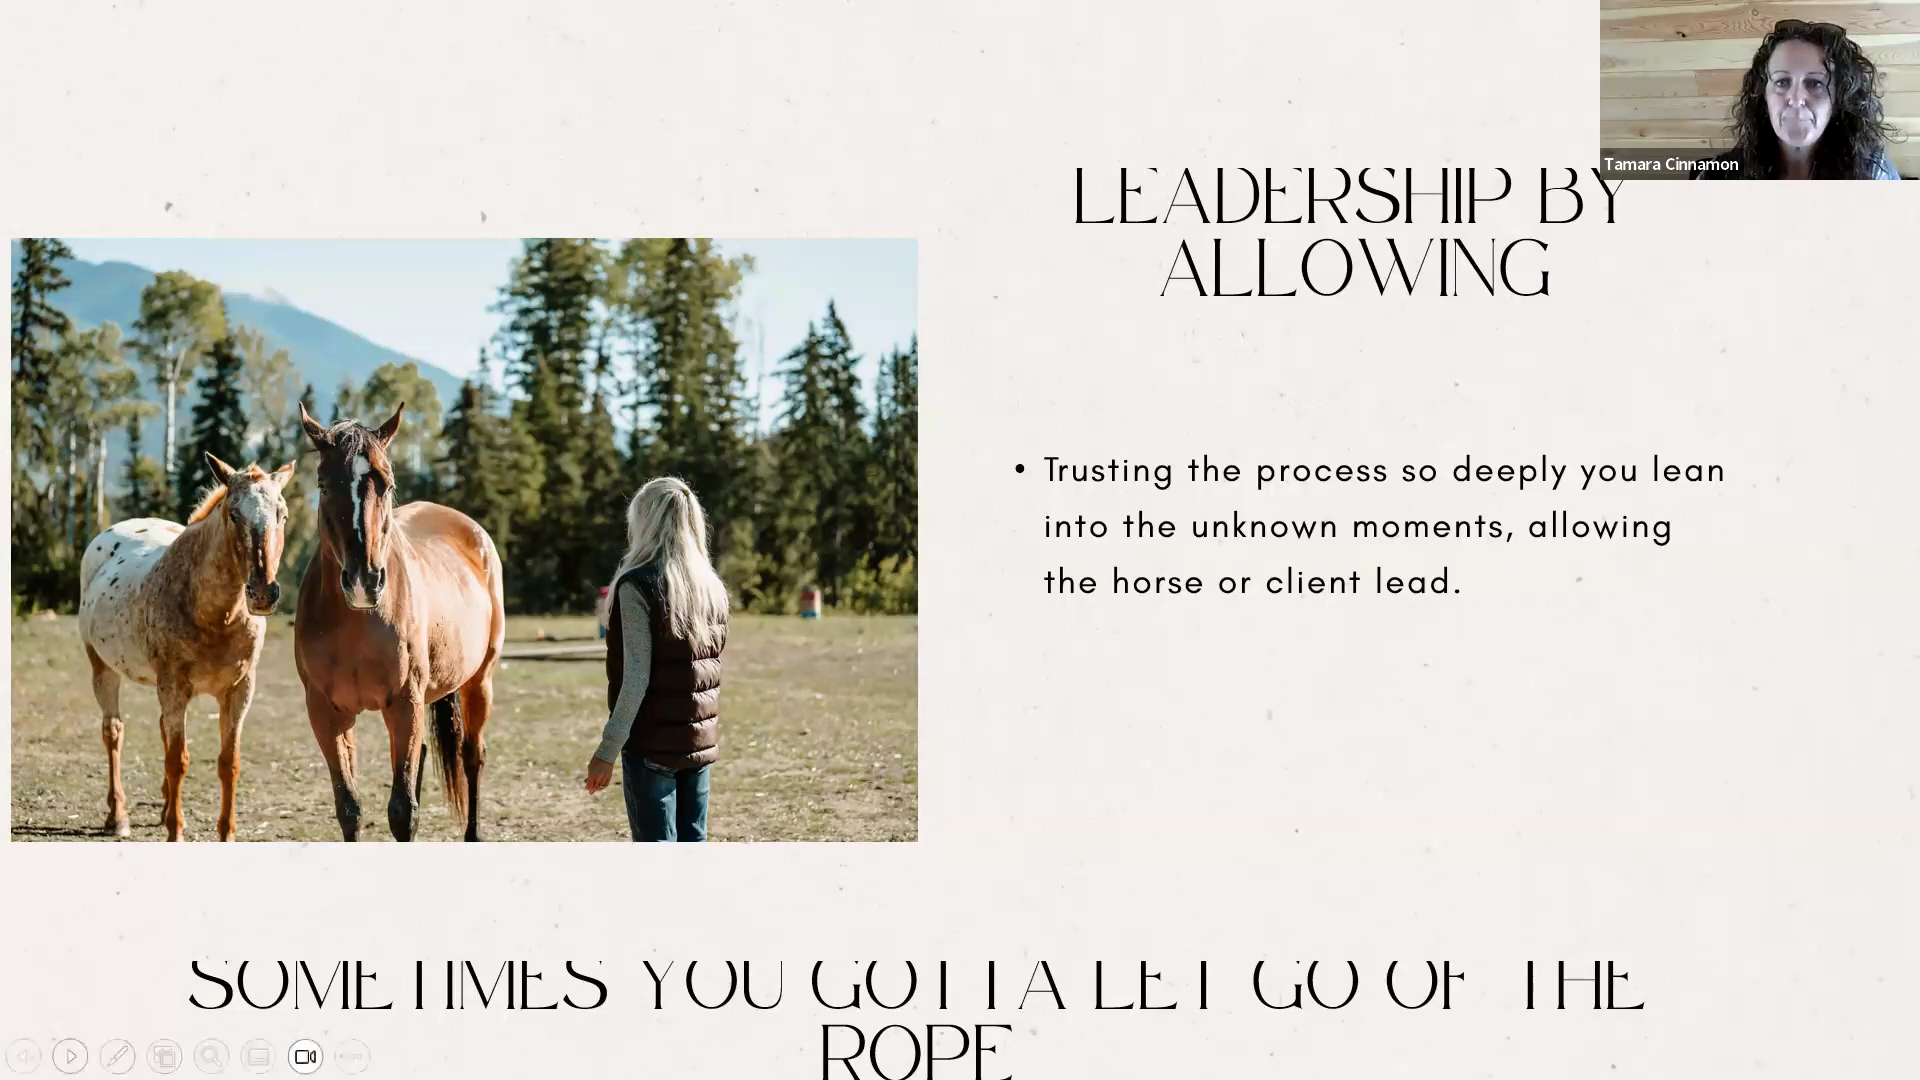 Tamara Cinnamon
LEADERSHIP BY
ALLOWING
• Trusting the process so deeply you lean
into the unknown moments, allowing
the horse or client lead.
SOMETIMES YOU GOTTA LET GO OF THE
ROPE